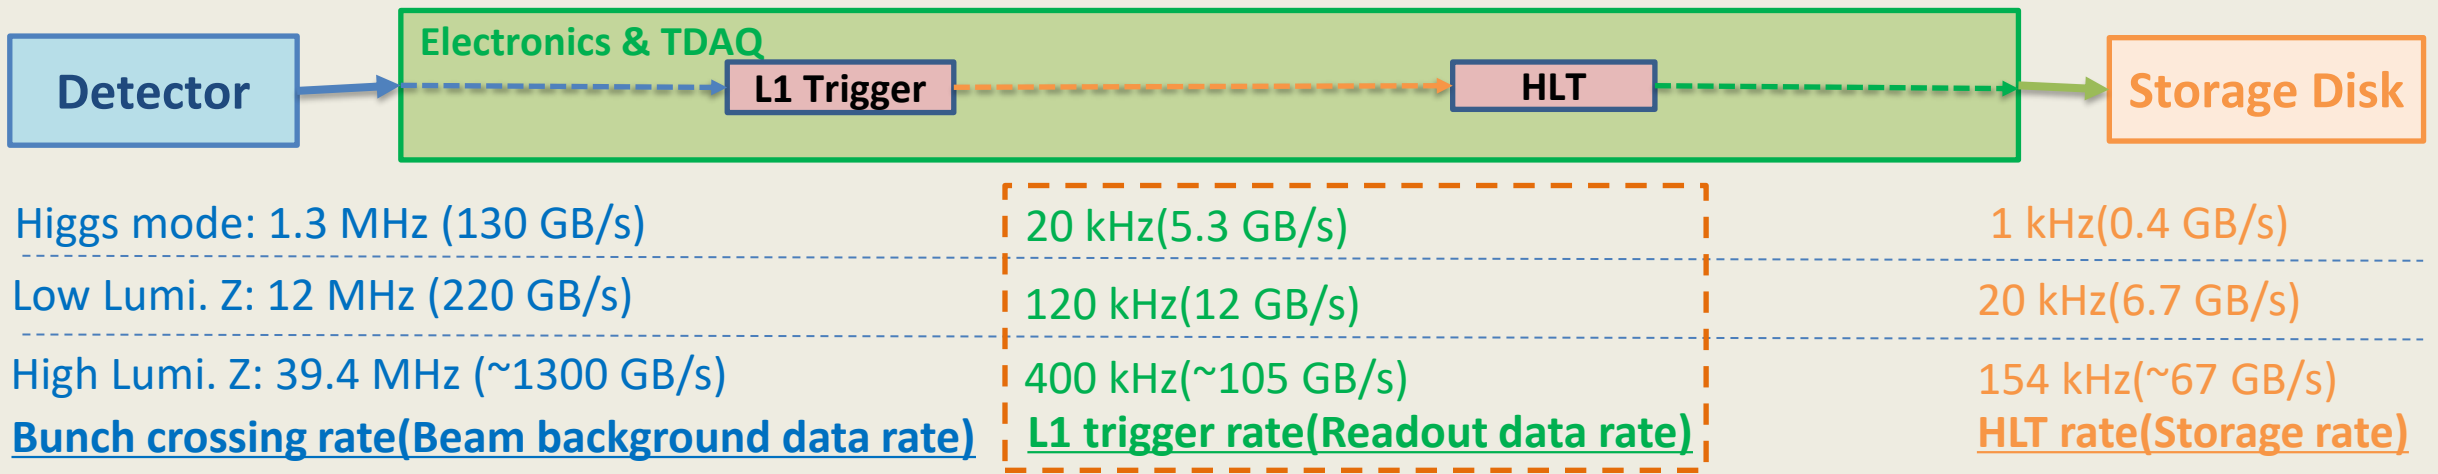 Electronics & TDAQ
Detector
L1 Trigger
HLT
Storage Disk
Higgs mode: 1.3 MHz (130 GB/s)
20 kHz(5.3 GB/s)
1 kHz(0.4 GB/s)
Low Lumi. Z: 12 MHz (220 GB/s)
120 kHz(12 GB/s)
20 kHz(6.7 GB/s)
High Lumi. Z: 39.4 MHz (~1300 GB/s)
400 kHz(~105 GB/s)
154 kHz(~67 GB/s)
Bunch crossing rate(Beam background data rate)
L1 trigger rate(Readout data rate)
HLT rate(Storage rate)